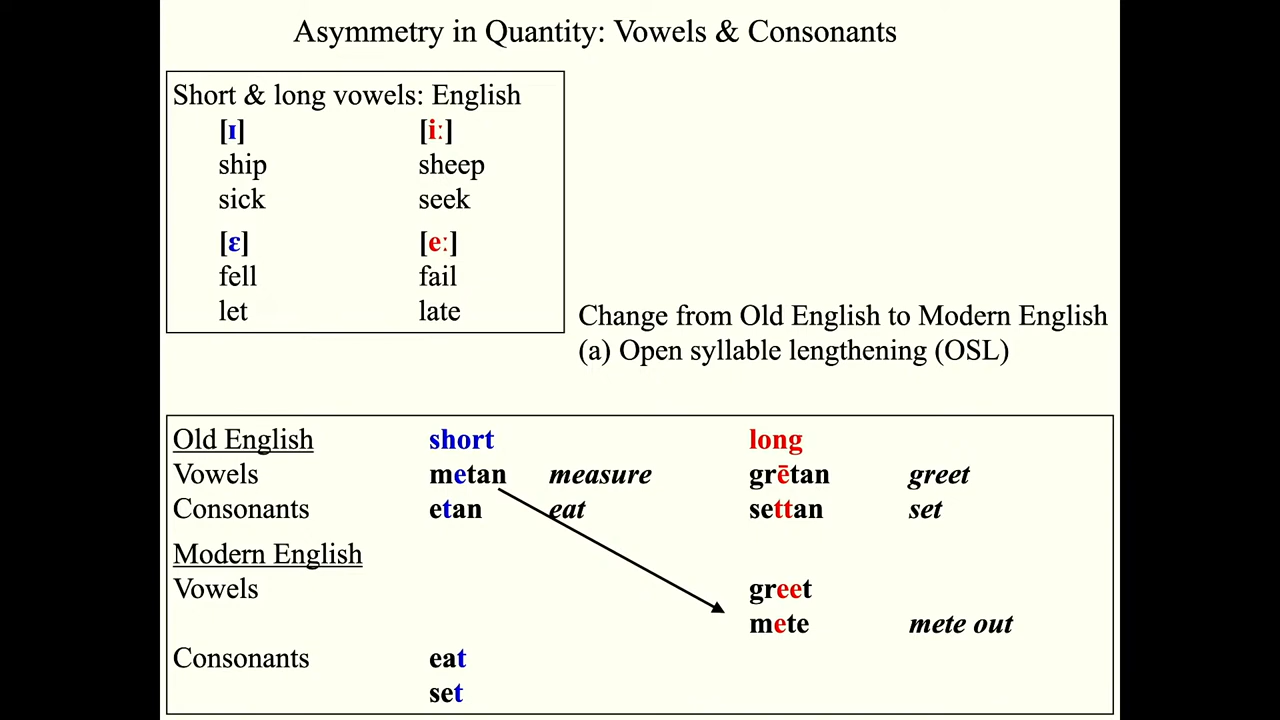 Asymmetry in Quantity: Vowels & Consonants
Short & long vowels: English
[ɪ] [iː]
ship sheep
sick seek
[ɛ] [eː]
fell fail
let late
Change from Old English to Modern English
(a) Open syllable lengthening (OSL)
Old English short long
Vowels metan measure grētan greet
Consonants etan eat settan set
Modern English
Vowels greet
mete mete out
Consonants eat
set